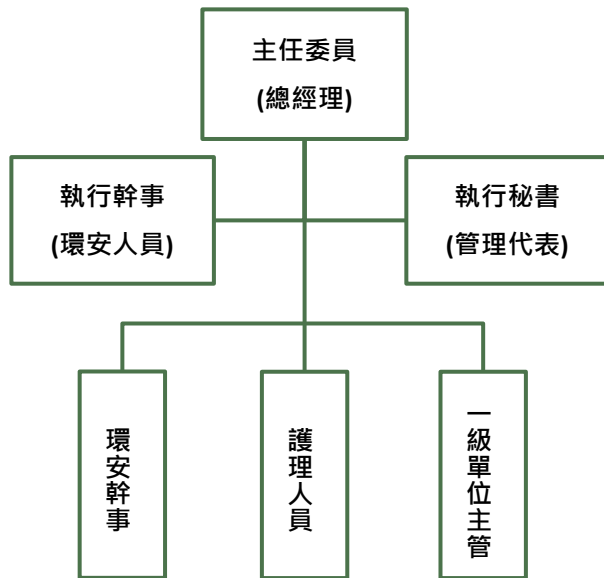 主任委員
(總經理)
執行幹事
(環安人員)
執行秘書
(管理代表)
環安幹事
護理人員
一級單位主管